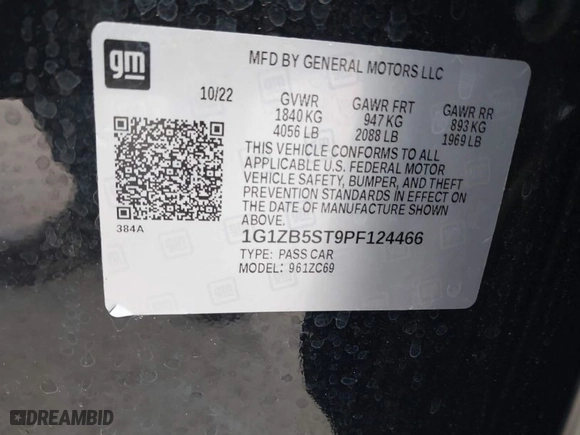 gm
MFD BY GENERAL MOTORS LLC
10/22
GVWR GAWR FRT GAWR RR
1840 KG 947 KG 893 KG
4056 LB 2088 LB 1969 LB
THIS VEHICLE CONFORMS TO ALL
APPLICABLE U.S. FEDERAL MOTOR
VEHICLE SAFETY, BUMPER, AND THEFT
PREVENTION STANDARDS IN EFFECT ON
THE DATE OF MANUFACTURE SHOWN
ABOVE.
384A
1G1ZB5ST9PF124466
TYPE: PASS CAR
MODEL: 961ZC69
DREAMBID